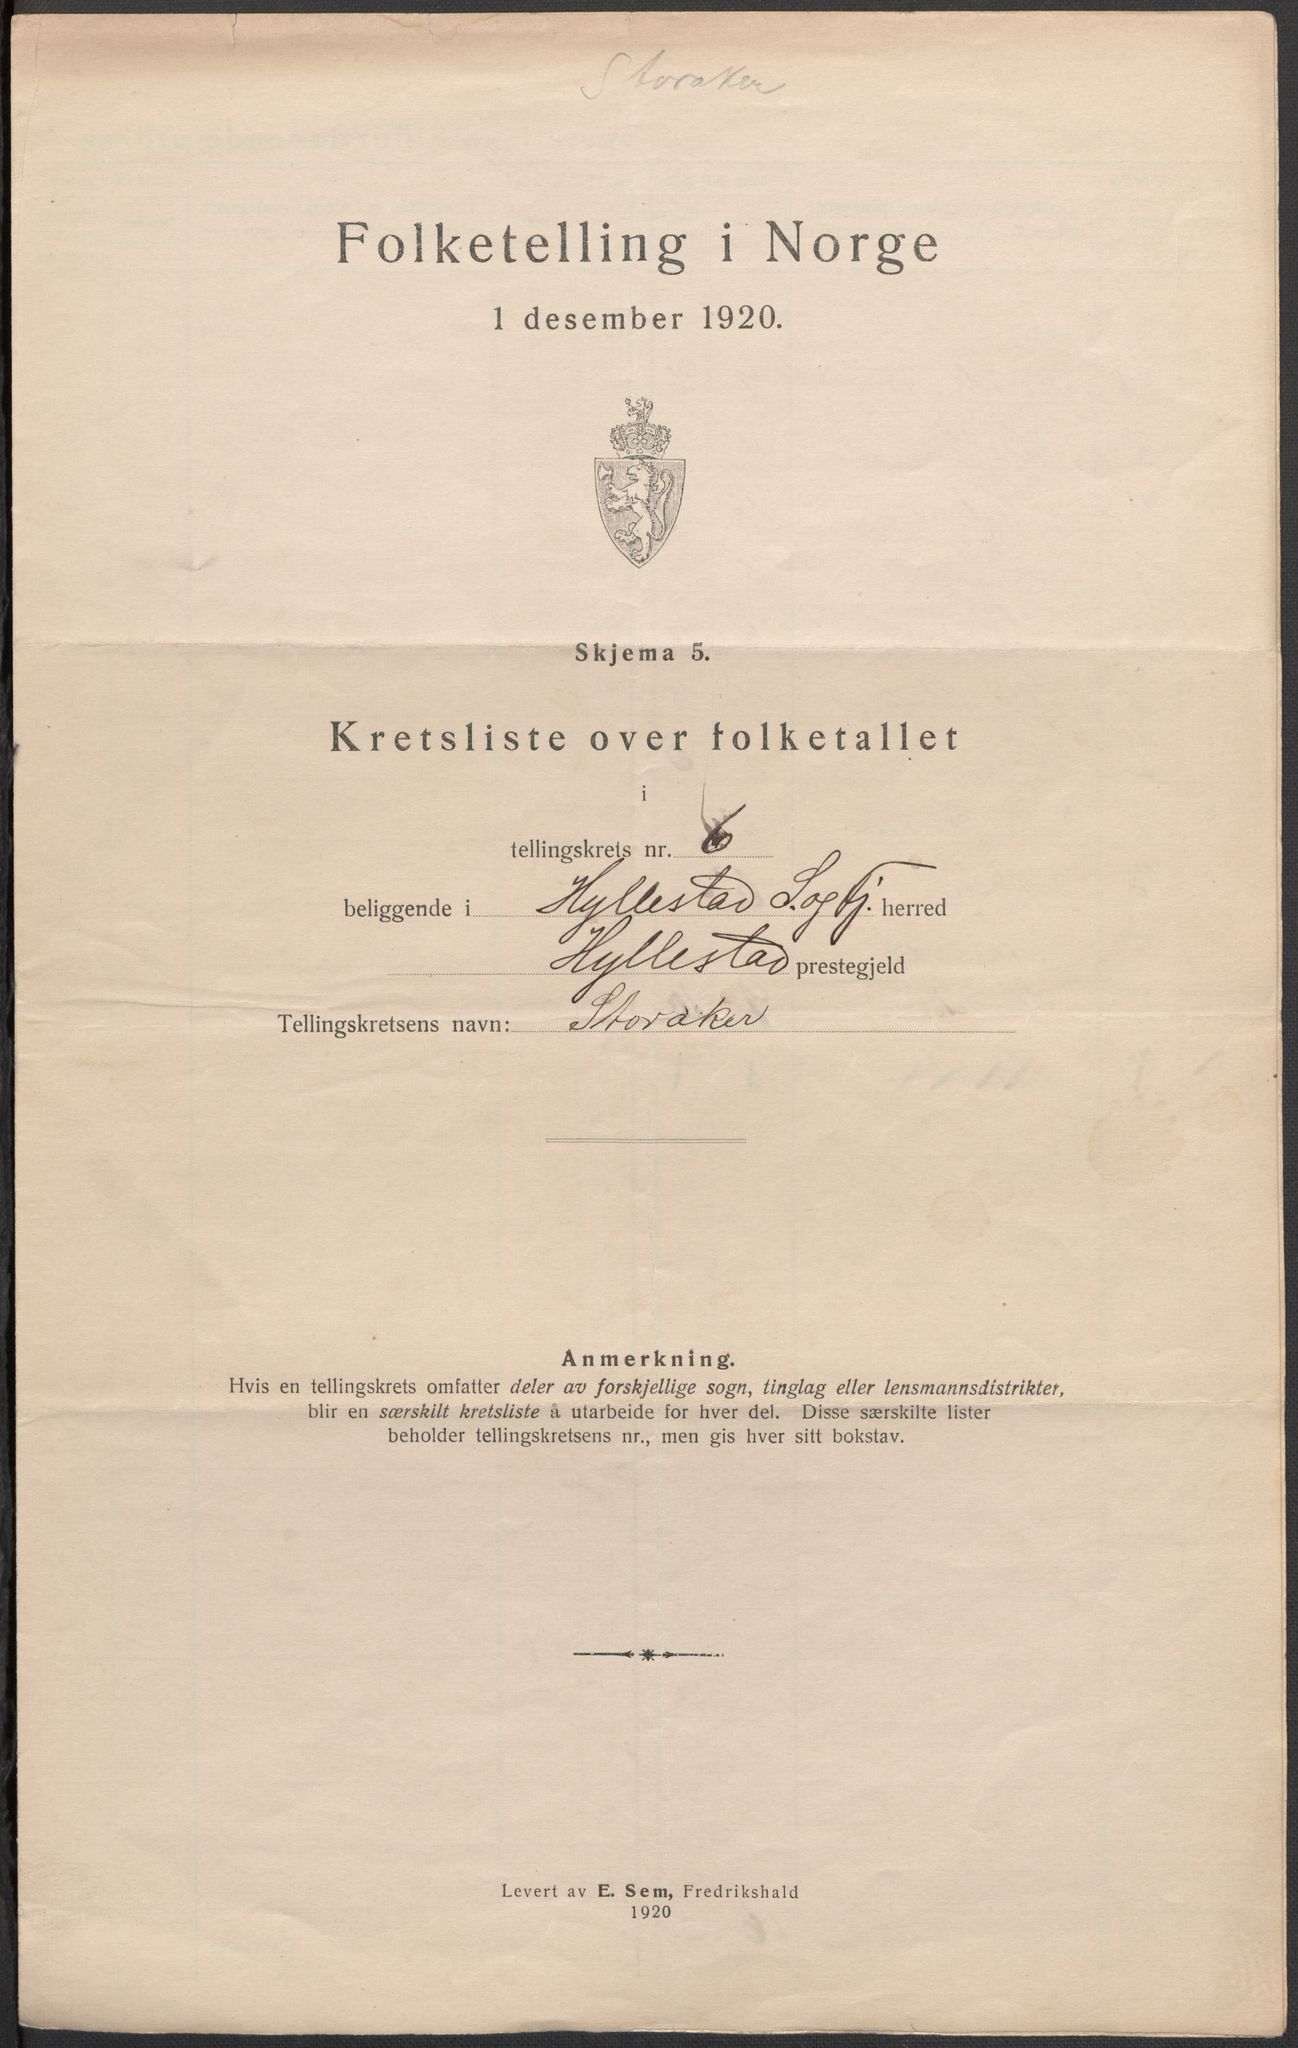 Storaker
Folketelling i Norge
1 desember 1920.
Skjema 5.
Kretsliste over folketallet
i
tellingskrets nr. 6
beliggende i Hyllestad S. og Fj. herred
Hyllestad prestegjeld
Tellingskretsens navn: Storaker
Anmerkning.
Hvis en tellingskrets omfatter deler av forskjellige sogn, tinglag eller lensmannsdistrikter,
blir en særskilt kretsliste å utarbeide for hver del. Disse særskilte lister
beholder tellingskretsens nr., men gis hver sitt bokstav.
Levert av E. Sem, Fredrikshald
1920